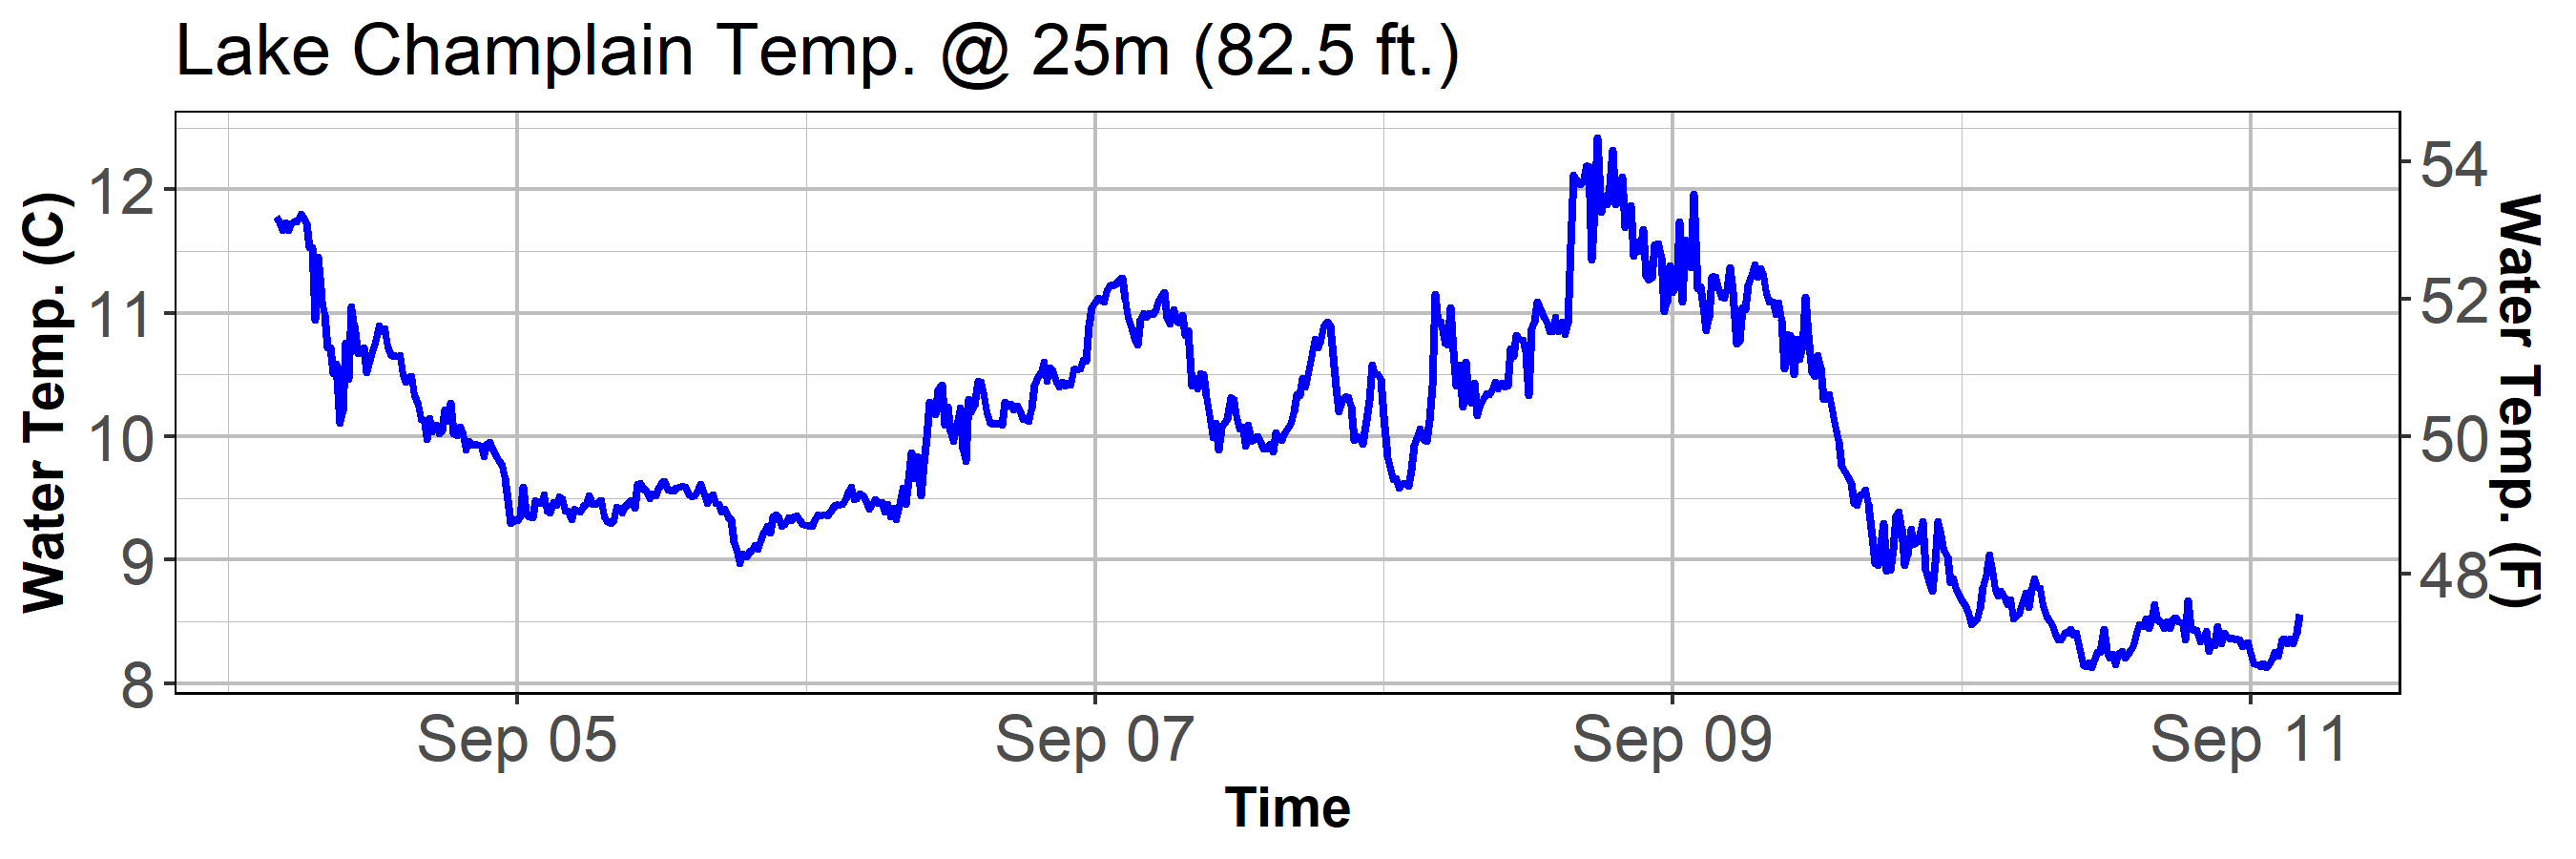 Lake Champlain Temp. @ 25m (82.5 ft.)
Water Temp. (C)
12
11
10
9
8
54
52
50
48
Water Temp. (F)
Sep 05
Sep 07
Sep 09
Sep 11
Time